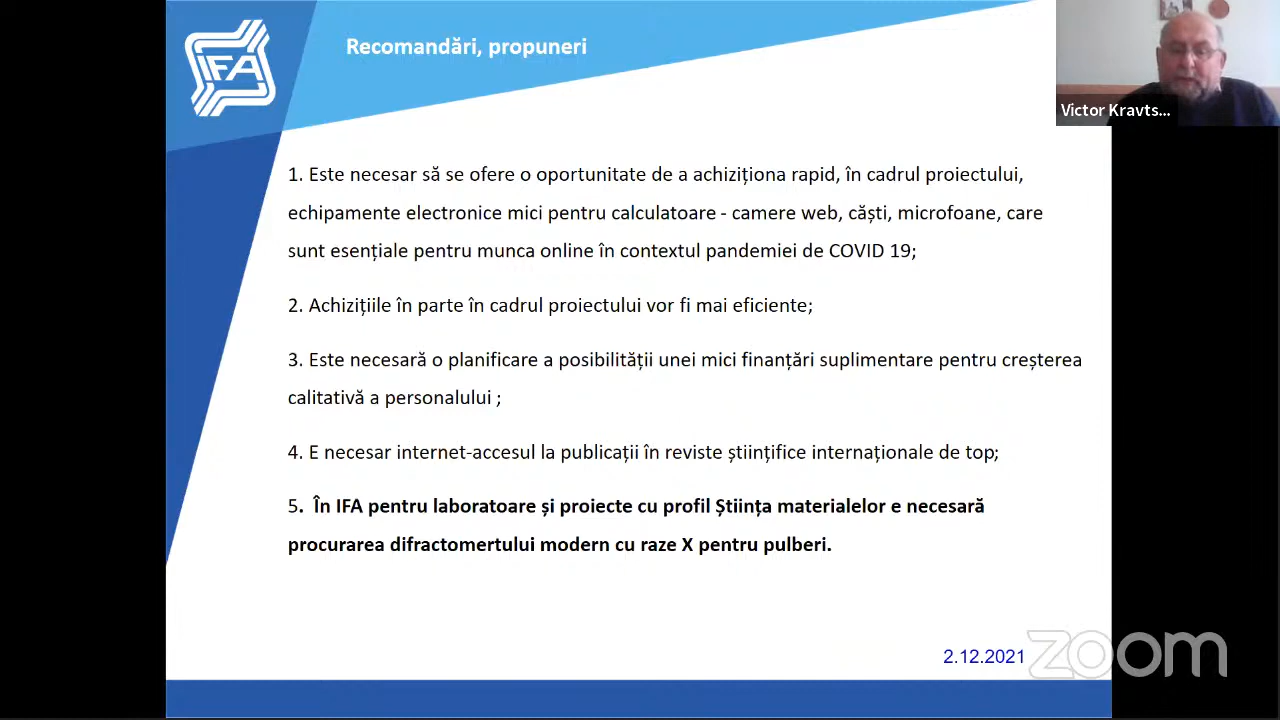 IFA
Recomandări, propuneri
Victor Kravts...
1. Este necesar să se ofere o oportunitate de a achiziționa rapid, în cadrul proiectului,
echipamente electronice mici pentru calculatoare - camere web, căști, microfoane, care
sunt esențiale pentru munca online în contextul pandemiei de COVID 19;
2. Achizițiile în parte în cadrul proiectului vor fi mai eficiente;
3. Este necesară o planificare a posibilității unei mici finanțări suplimentare pentru creșterea
calitativă a personalului ;
4. E necesar internet-accesul la publicații în reviste științifice internaționale de top;
5. În IFA pentru laboratoare și proiecte cu profil Știința materialelor e necesară
procurarea difractomertului modern cu raze X pentru pulberi.
2.12.2021
zoom